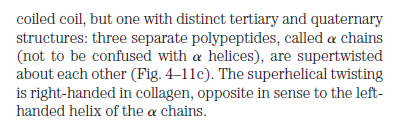 coiled coil, but one with distinct tertiary and quaternary
structures: three separate polypeptides, called α chains
(not to be confused with α helices), are supertwisted
about each other (Fig. 4–11c). The superhelical twisting
is right-handed in collagen, opposite in sense to the left-
handed helix of the α chains.